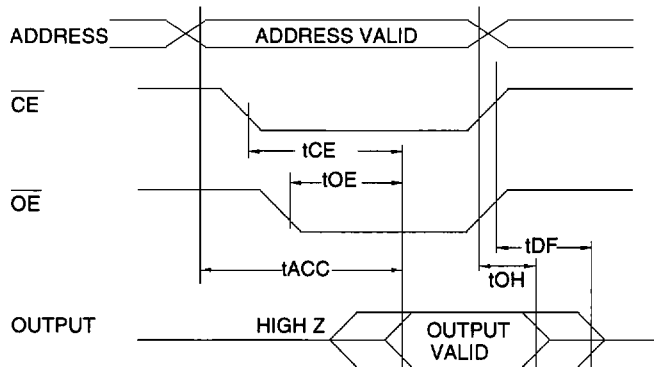 ADDRESS
ADDRESS VALID
CE
tCE
tOE
OE
tDF
tACC
tOH
OUTPUT
HIGH Z
OUTPUT
VALID